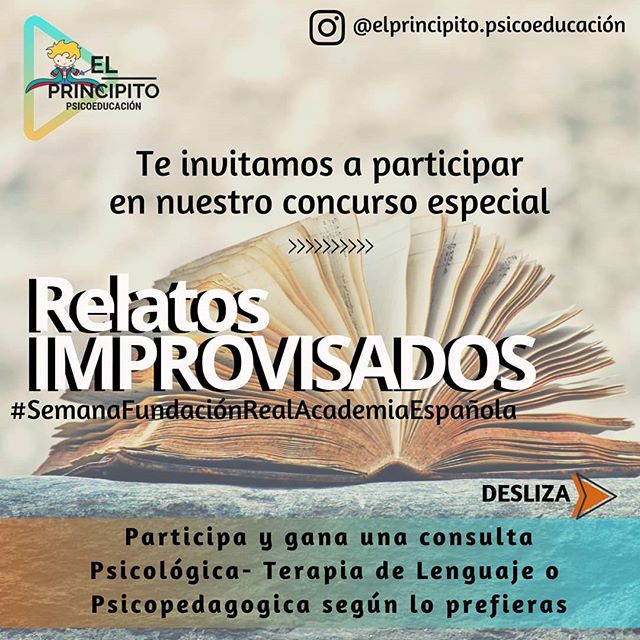 @elprincipito.psicoeducación
EL
PRINCIPITO
PSICOEDUCACIÓN
Te invitamos a participar
en nuestro concurso especial
Relatos
IMPROVISADOS
#SemanaFundaciónRealAcademiaEspañola
DESLIZA
Participa y gana una consulta
Psicológica- Terapia de Lenguaje o
Psicopedagogica según lo prefieras